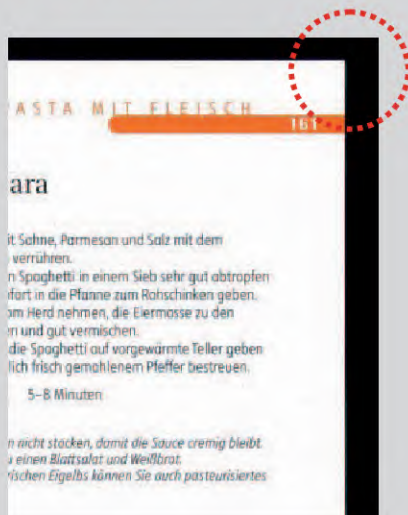 PASTA MIT FLEISCH
161
ara
it Sahne, Parmesan und Salz mit dem
verrühren.
n Spaghetti in einem Sieb sehr gut abtropfen
ofort in die Pfanne zum Rohschinken geben.
om Herd nehmen, die Eiermasse zu den
n und gut vermischen.
die Spaghetti auf vorgewärmte Teller geben
lich frisch gemahlenem Pfeffer bestreuen.
5–8 Minuten
n nicht stocken, damit die Sauce cremig bleibt.
u einen Blattsalat und Weißbrot.
rischen Eigelbs können Sie auch pasteurisiertes